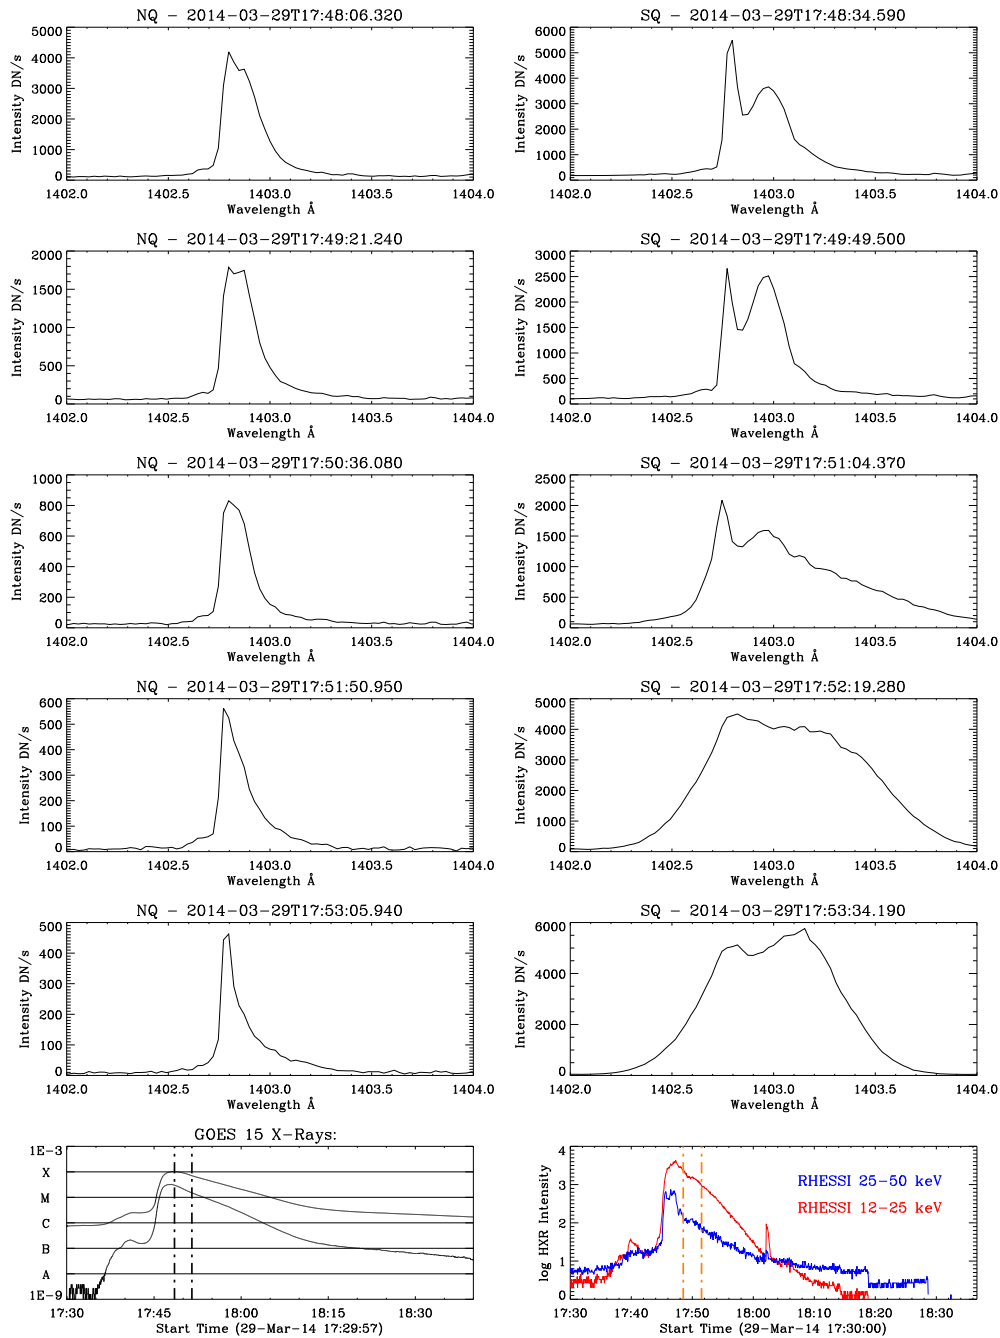 NQ - 2014-03-29T17:48:06.320
5000
4000
3000
2000
1000
0
Intensity DN/s
1402.0 1402.5 1403.0 1403.5 1404.0
Wavelength Å
SQ - 2014-03-29T17:48:34.590
6000
5000
4000
3000
2000
1000
0
Intensity DN/s
1402.0 1402.5 1403.0 1403.5 1404.0
Wavelength Å
NQ - 2014-03-29T17:49:21.240
2000
1500
1000
500
0
Intensity DN/s
1402.0 1402.5 1403.0 1403.5 1404.0
Wavelength Å
SQ - 2014-03-29T17:49:49.500
3000
2500
2000
1500
1000
500
0
Intensity DN/s
1402.0 1402.5 1403.0 1403.5 1404.0
Wavelength Å
NQ - 2014-03-29T17:50:36.080
1000
800
600
400
200
0
Intensity DN/s
1402.0 1402.5 1403.0 1403.5 1404.0
Wavelength Å
SQ - 2014-03-29T17:51:04.370
2500
2000
1500
1000
500
0
Intensity DN/s
1402.0 1402.5 1403.0 1403.5 1404.0
Wavelength Å
NQ - 2014-03-29T17:51:50.950
600
500
400
300
200
100
0
Intensity DN/s
1402.0 1402.5 1403.0 1403.5 1404.0
Wavelength Å
SQ - 2014-03-29T17:52:19.280
5000
4000
3000
2000
1000
0
Intensity DN/s
1402.0 1402.5 1403.0 1403.5 1404.0
Wavelength Å
NQ - 2014-03-29T17:53:05.940
500
400
300
200
100
0
Intensity DN/s
1402.0 1402.5 1403.0 1403.5 1404.0
Wavelength Å
SQ - 2014-03-29T17:53:34.190
6000
4000
2000
0
Intensity DN/s
1402.0 1402.5 1403.0 1403.5 1404.0
Wavelength Å
GOES 15 X-Rays:
1E-3
X
M
C
B
A
1E-9
17:30 17:45 18:00 18:15 18:30
Start Time (29-Mar-14 17:29:57)
4
3
2
1
0
log HXR Intensity
RHESSI 25-50 keV
RHESSI 12-25 keV
17:30 17:40 17:50 18:00 18:10 18:20 18:30
Start Time (29-Mar-14 17:30:00)